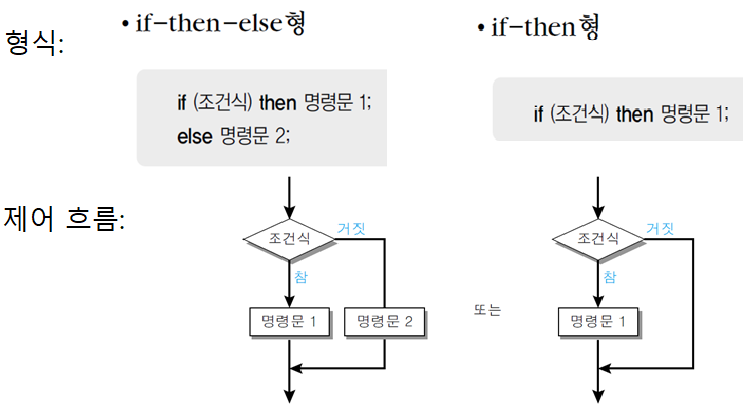 • if-then-else형
• if-then형
형식:
if (조건식) then 명령문 1;
else 명령문 2;
if (조건식) then 명령문 1;
제어 흐름:
조건식
거짓
참
명령문 1
명령문 2
또는
조건식
거짓
참
명령문 1